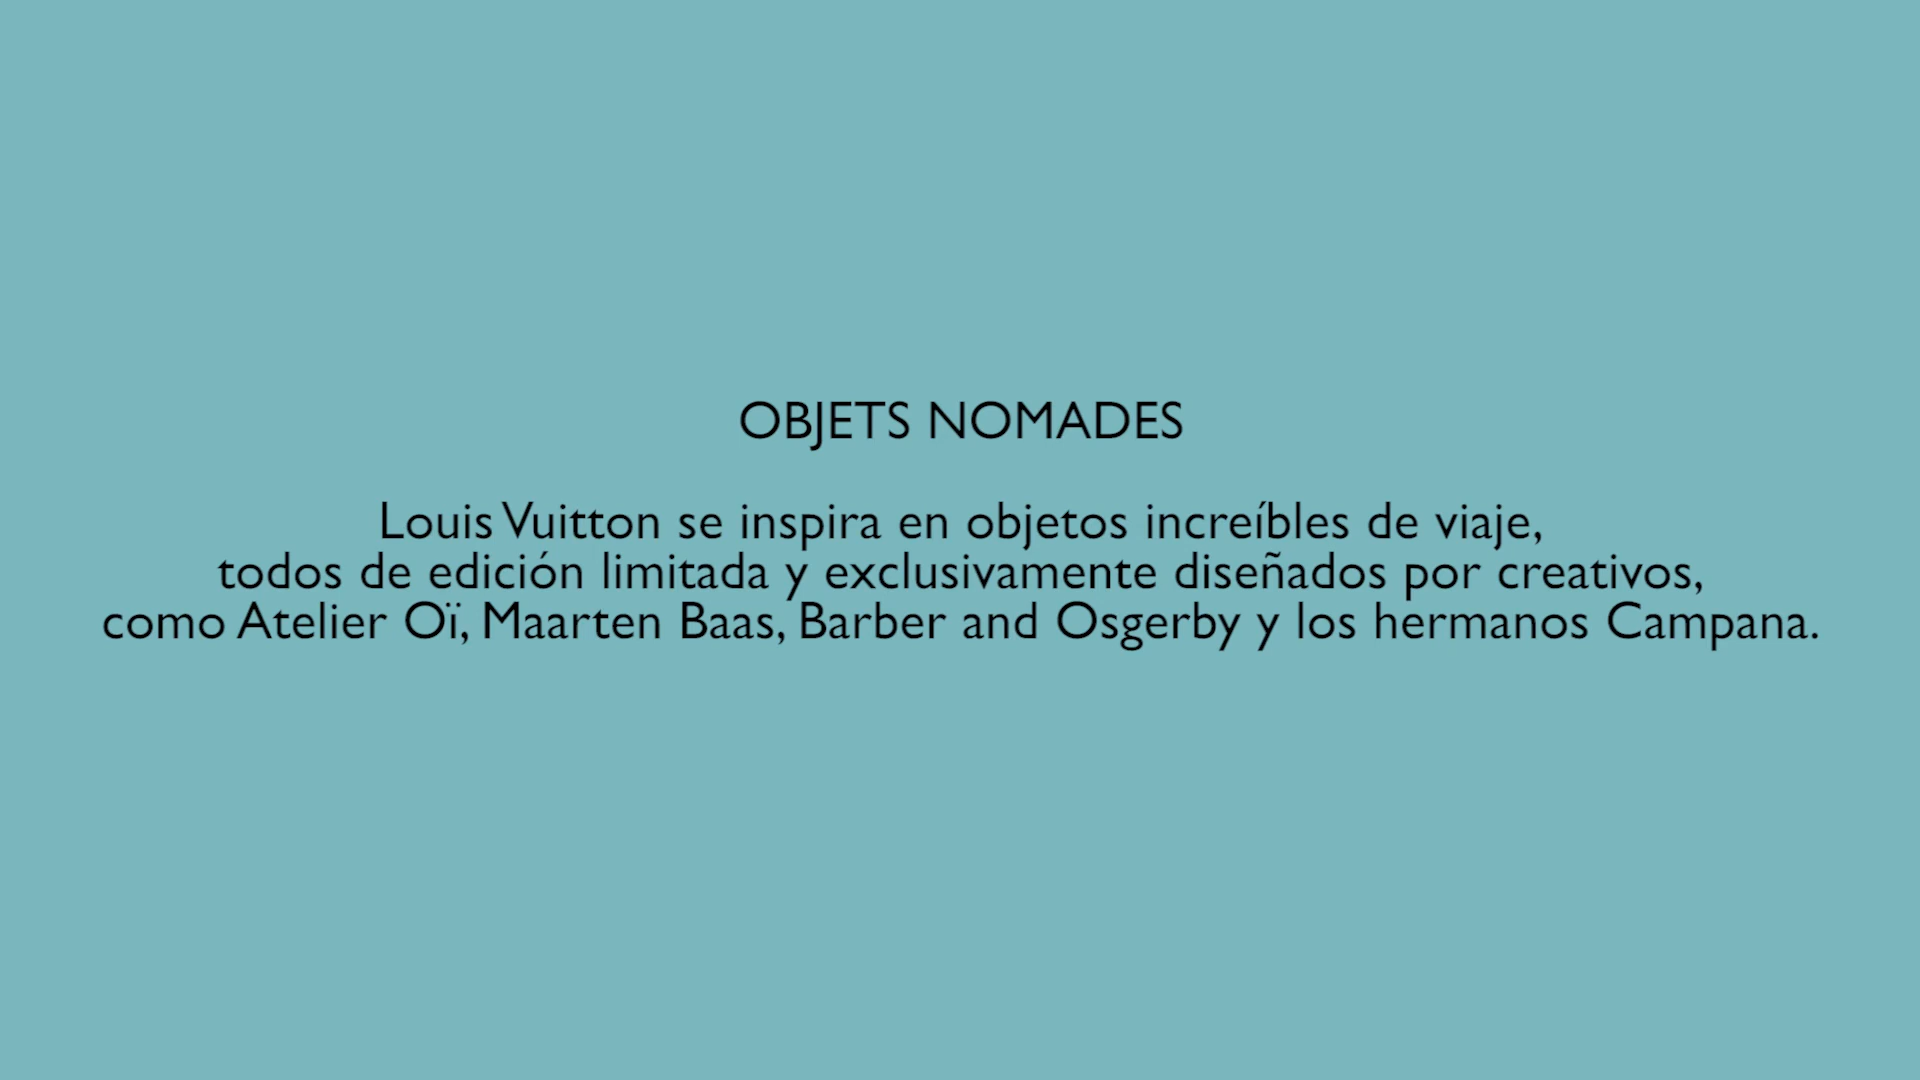 OBJETS NOMADES
Louis Vuitton se inspira en objetos increíbles de viaje,
todos de edición limitada y exclusivamente diseñados por creativos,
como Atelier Oï, Maarten Baas, Barber and Osgerby y los hermanos Campana.